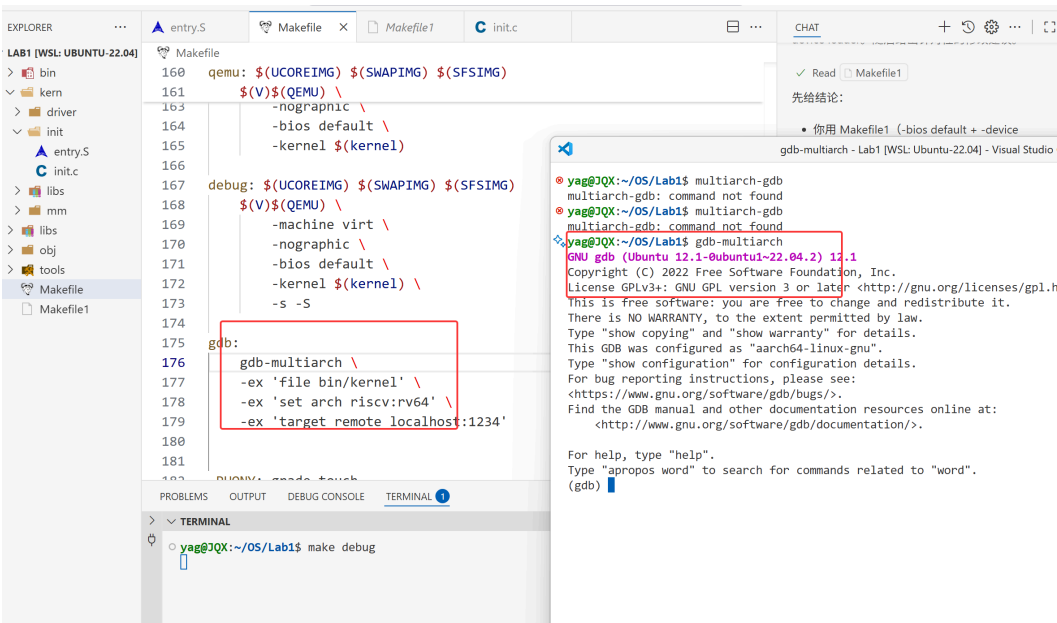 EXPLORER ···
LAB1 [WSL: UBUNTU-22.04]
bin
kern
driver
init
entry.S
init.c
libs
mm
libs
obj
tools
Makefile
Makefile1
entry.S
Makefile
Makefile1
init.c
Makefile
160 qemu: $(UCOREIMG) $(SWAPIMG) $(SFSIMG)
161 $(V)$(QEMU) \
163 -nographic \
164 -bios default \
165 -kernel $(kernel)
166
167 debug: $(UCOREIMG) $(SWAPIMG) $(SFSIMG)
168 $(V)$(QEMU) \
169 -machine virt \
170 -nographic \
171 -bios default \
172 -kernel $(kernel) \
173 -s -S
174
175 gdb:
176 gdb-multiarch \
177 -ex 'file bin/kernel' \
178 -ex 'set arch riscv:rv64' \
179 -ex 'target remote localhost:1234'
180
181
182 .PHONY: grade touch
PROBLEMS OUTPUT DEBUG CONSOLE TERMINAL 1
TERMINAL
yag@JQX:~/OS/Lab1$ make debug
CHAT
Read Makefile1
先给结论：
• 你用 Makefile1（-bios default + -device
gdb-multiarch - Lab1 [WSL: Ubuntu-22.04] - Visual Studio
yag@JQX:~/OS/Lab1$ multiarch-gdb
multiarch-gdb: command not found
yag@JQX:~/OS/Lab1$ multiarch-gdb
multiarch-gdb: command not found
yag@JQX:~/OS/Lab1$ gdb-multiarch
GNU gdb (Ubuntu 12.1-0ubuntu1~22.04.2) 12.1
Copyright (C) 2022 Free Software Foundation, Inc.
License GPLv3+: GNU GPL version 3 or later <http://gnu.org/licenses/gpl.h
This is free software: you are free to change and redistribute it.
There is NO WARRANTY, to the extent permitted by law.
Type "show copying" and "show warranty" for details.
This GDB was configured as "aarch64-linux-gnu".
Type "show configuration" for configuration details.
For bug reporting instructions, please see:
<https://www.gnu.org/software/gdb/bugs/>.
Find the GDB manual and other documentation resources online at:
<http://www.gnu.org/software/gdb/documentation/>.
For help, type "help".
Type "apropos word" to search for commands related to "word".
(gdb)